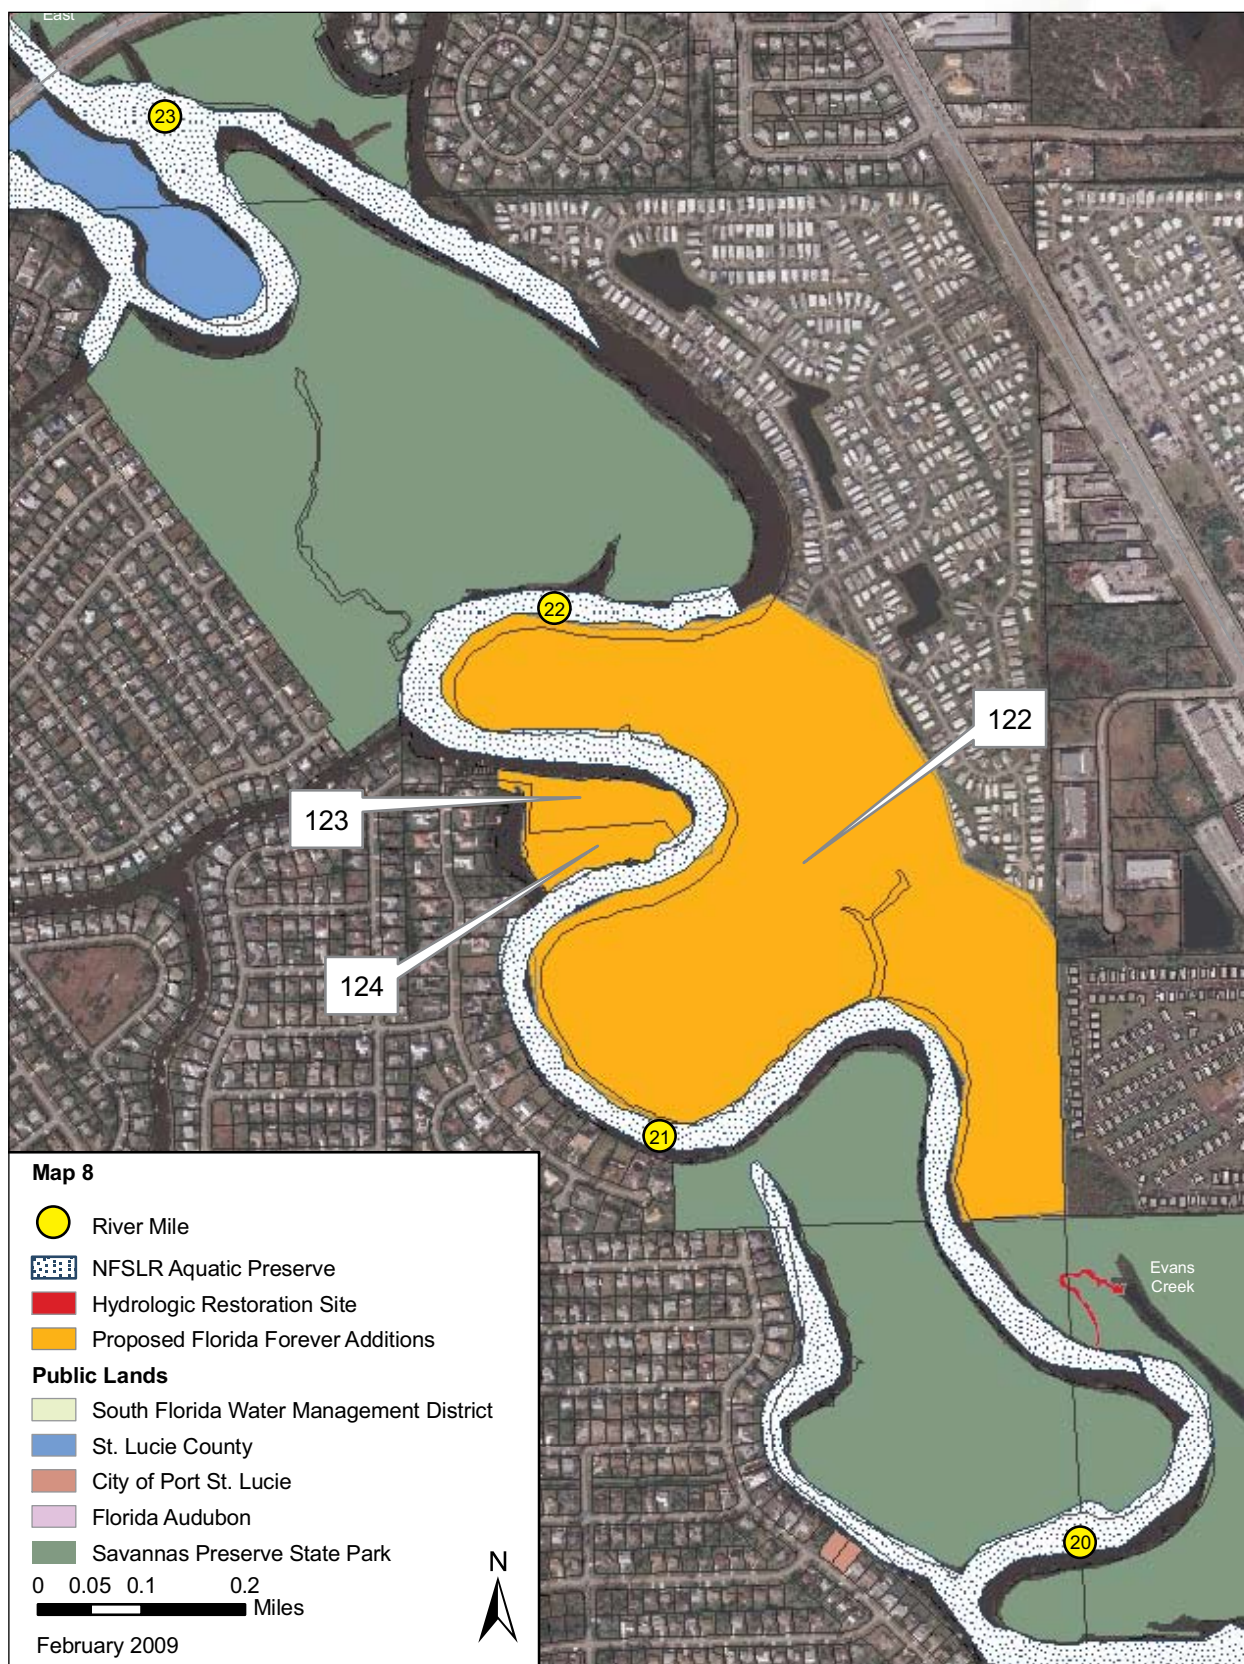 East
23
22
122
123
124
21
Evans
Creek
20
Map 8
River Mile
NFSLR Aquatic Preserve
Hydrologic Restoration Site
Proposed Florida Forever Additions
Public Lands
South Florida Water Management District
St. Lucie County
City of Port St. Lucie
Florida Audubon
Savannas Preserve State Park
0 0.05 0.1 0.2
Miles
N
February 2009